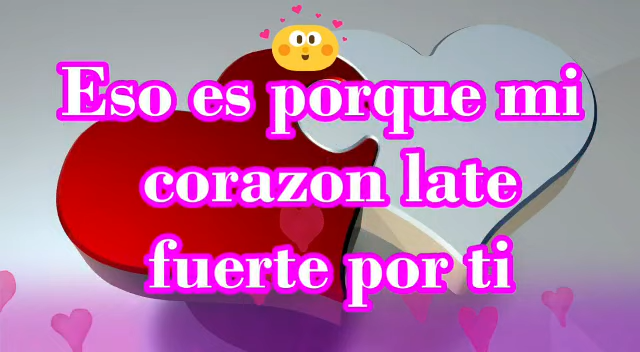 Eso es porque mi
corazon late
fuerte por ti